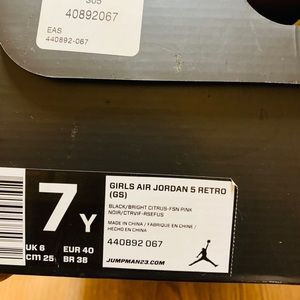 40892067
EAS
440892-067
7Y
UK 6 EUR 40
cm 25 BR 38
GIRLS AIR JORDAN 5 RETRO
(GS)
BLACK/BRIGHT CITRUS-FSN PINK
NOIR/CTRVIF-RSEFUS
MADE IN CHINA / FABRIQUE EN CHINE /
HECHO EN CHINA
440892 067
JUMPMAN23.COM